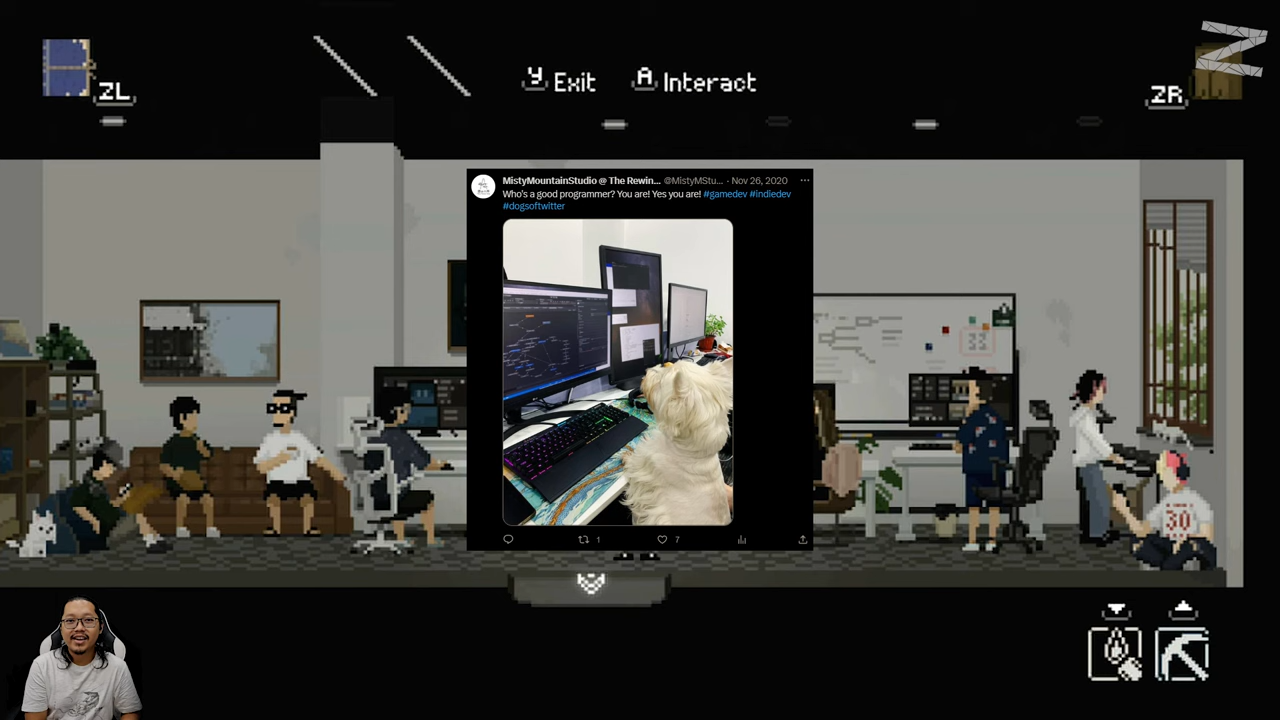 ZL
Y Exit
A Interact
Z
ZR
MistyMountainStudio @ The Rewin... @MistyMStu... · Nov 26, 2020
Who's a good programmer? You are! Yes you are! #gamedev #indiedev
#dogsoftwitter
1
7
30